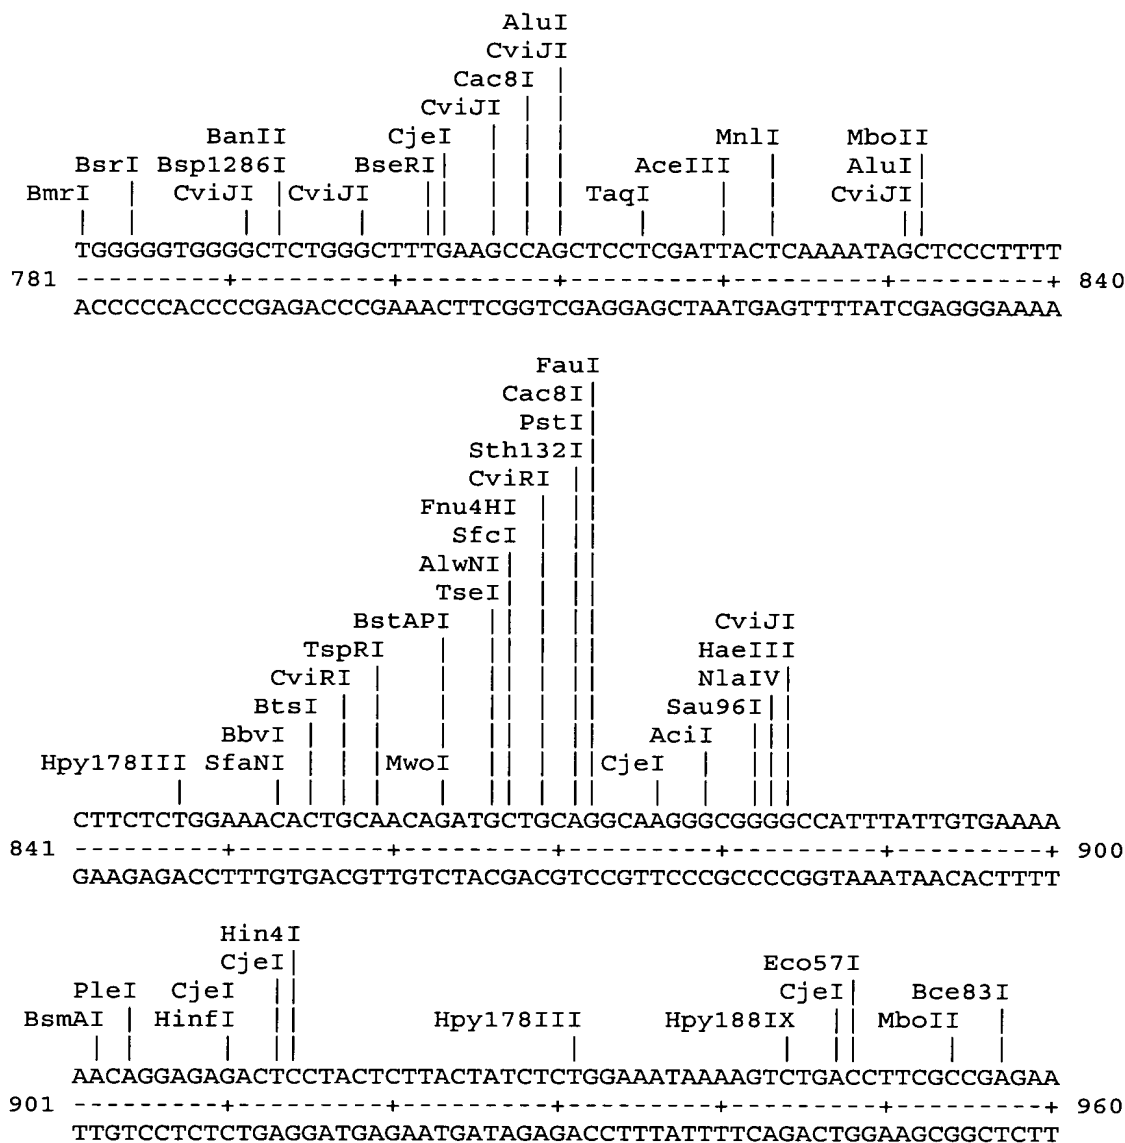 AluI
CviJI
Cac8I
CviJI
BanII CjeI MnlI MboII
BsrI Bsp1286I BseRI AceIII AluI
BmrI CviJI CviJI TaqI CviJI
TGGGGGTGGGGCTCTGGGCTTTGAAGCCAGCTCCTCGATTACTCAAAATAGCTCCCTTTT
781 ---------+---------+---------+---------+---------+---------+ 840
ACCCCCACCCCGAGACCCGAAACTTCGGTCGAGGAGCTAATGAGTTTTATCGAGGGAAAA
FauI
Cac8I
PstI
Sth132I
CviRI
Fnu4HI
SfcI
AlwNI
TseI
BstAPI CviJI
TspRI HaeIII
CviRI NlaIV
BtsI Sau96I
BbvI AciI
Hpy178III SfaNI MwoI CjeI
CTTCTCTGGAAACACTGCAACAGATGCTGCAGGCAAGGGCGGGGCCATTTATTGTGAAAA
841 ---------+---------+---------+---------+---------+---------+ 900
GAAGAGACCTTTGTGACGTTGTCTACGACGTCCGTTCCCGCCCCGGTAAATAACACTTTT
Hin4I
CjeI Eco57I
PleI CjeI CjeI Bce83I
BsmAI HinfI Hpy178III Hpy188IX MboII
AACAGGAGAGACTCCTACTCTTACTATCTCTGGAAATAAAAGTCTGACCTTCGCCGAGAA
901 ---------+---------+---------+---------+---------+---------+ 960
TTGTCCTCTCTGAGGATGAGAATGATAGAGACCTTTATTTTCAGACTGGAAGCGGCTCTT